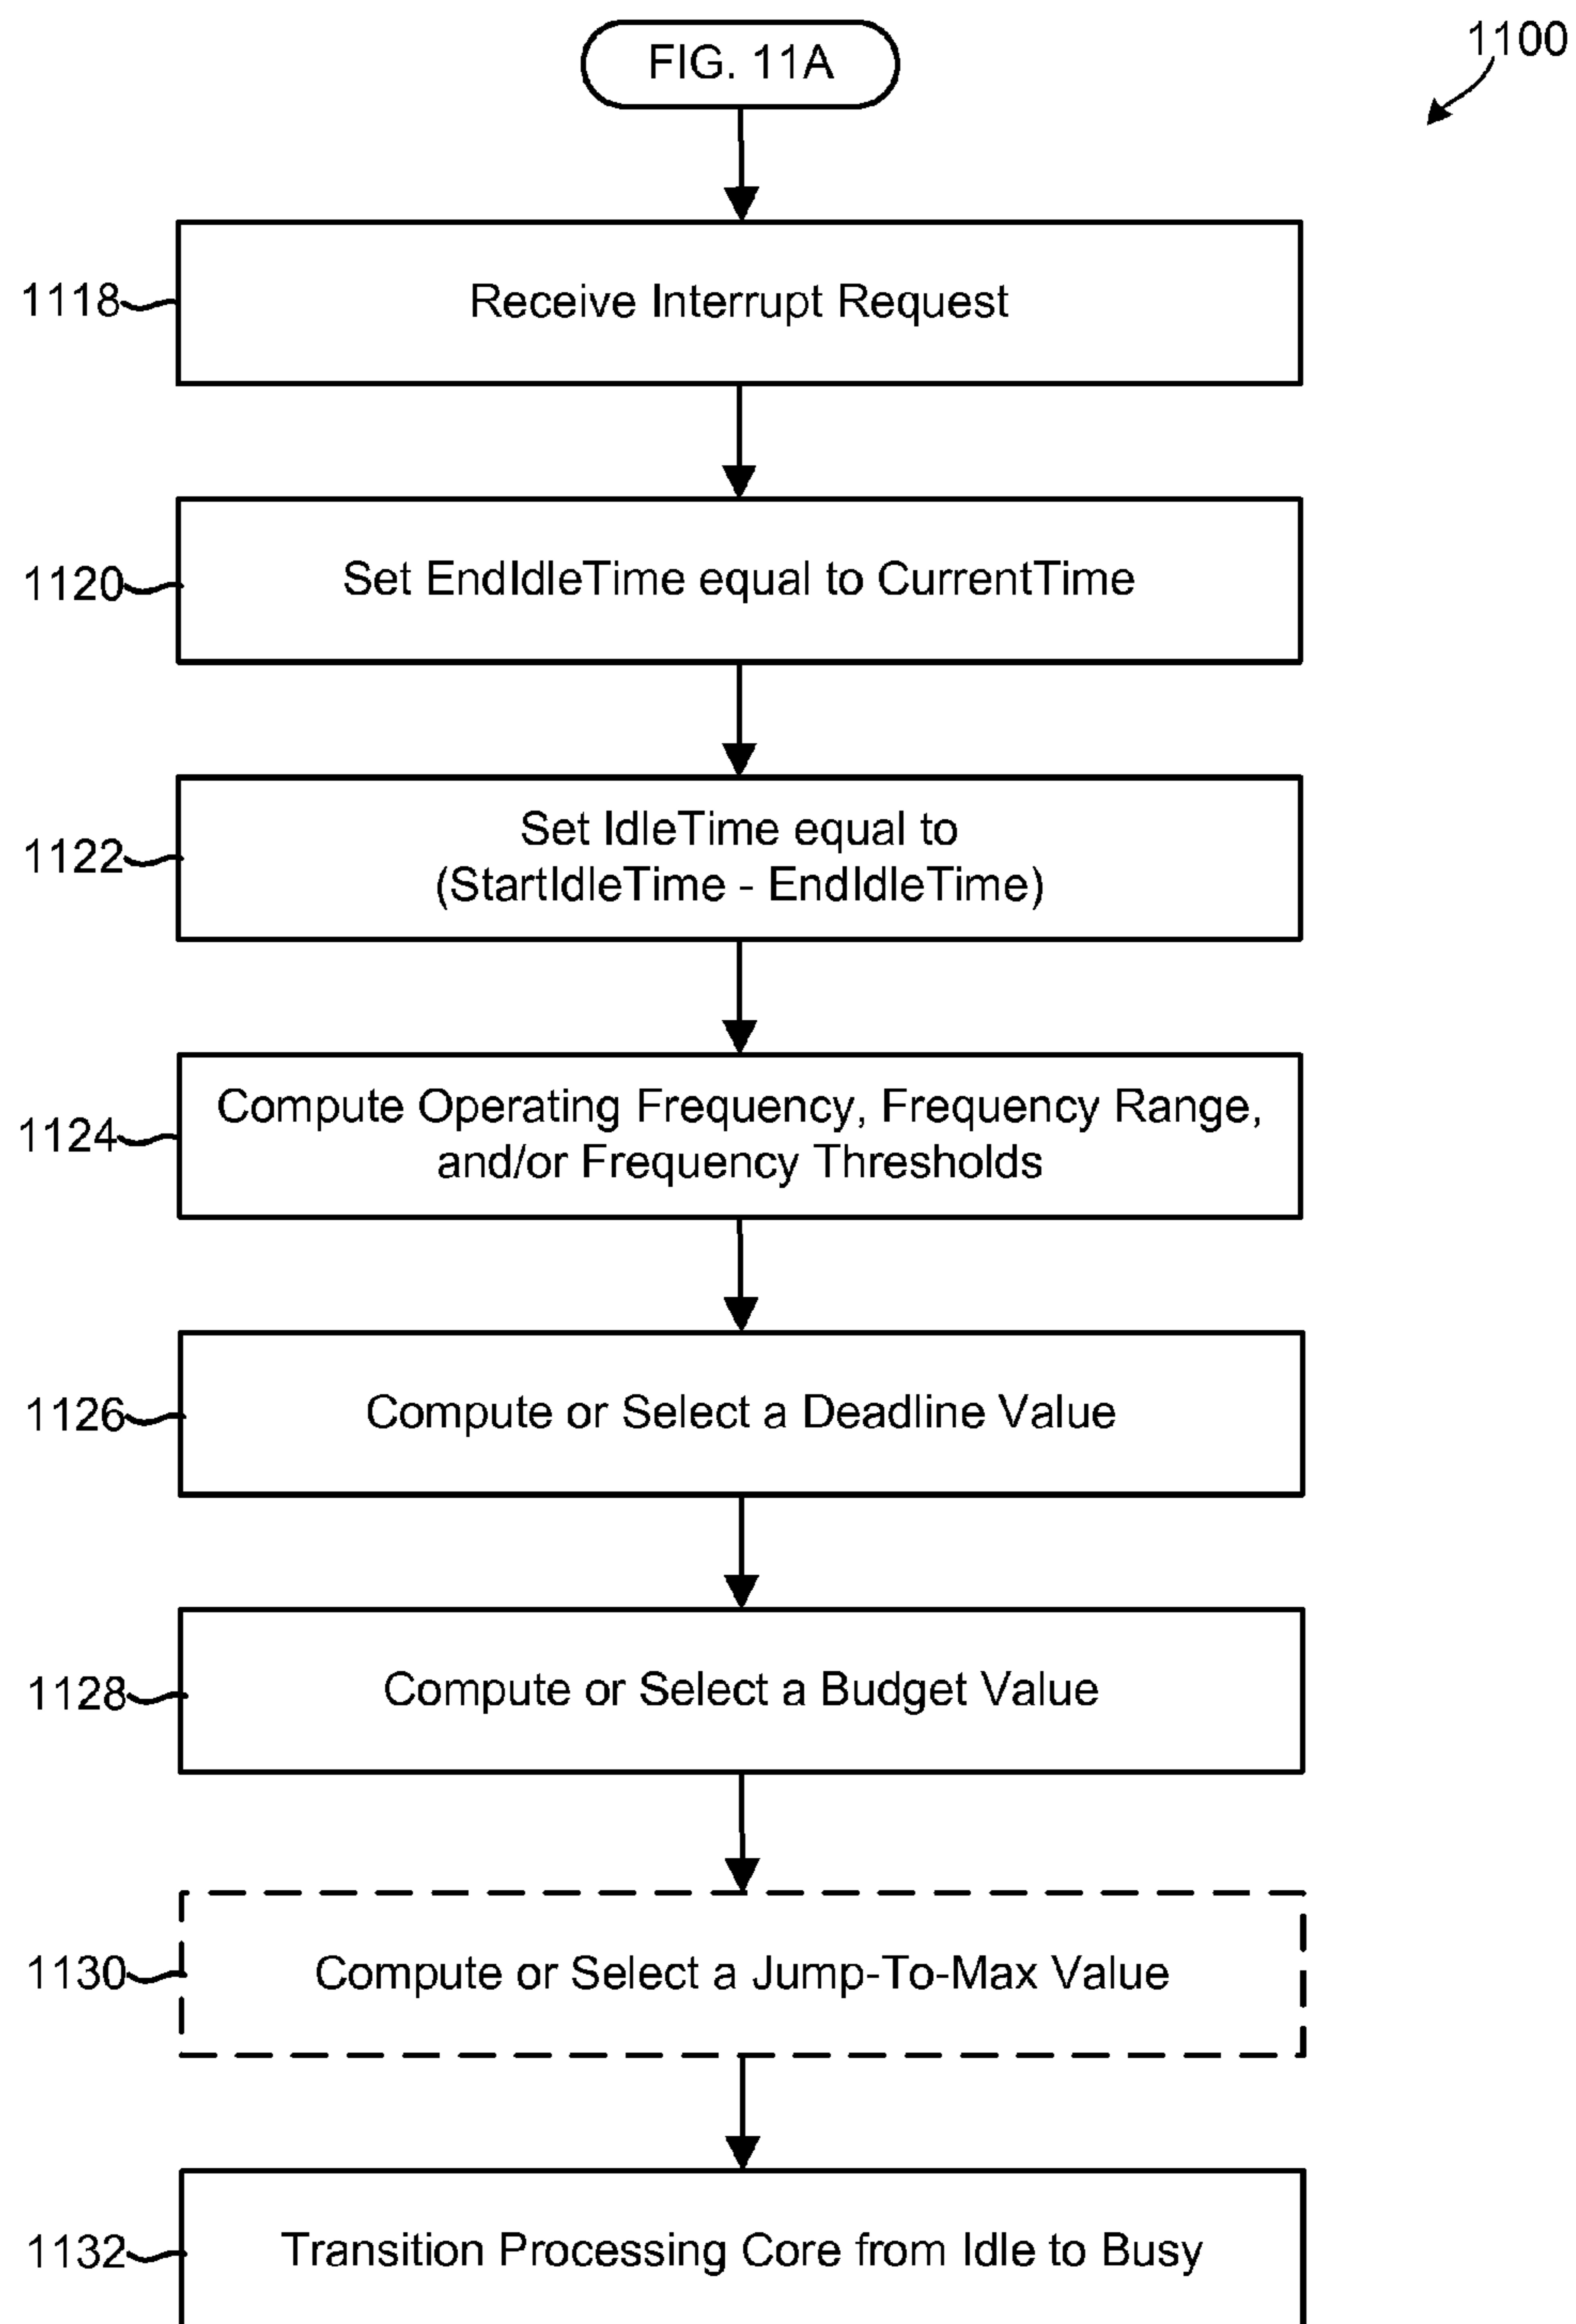 FIG. 11A
1100
1118
Receive Interrupt Request
1120
Set EndIdleTime equal to CurrentTime
1122
Set IdleTime equal to
(StartIdleTime - EndIdleTime)
1124
Compute Operating Frequency, Frequency Range,
and/or Frequency Thresholds
1126
Compute or Select a Deadline Value
1128
Compute or Select a Budget Value
1130
Compute or Select a Jump-To-Max Value
1132
Transition Processing Core from Idle to Busy